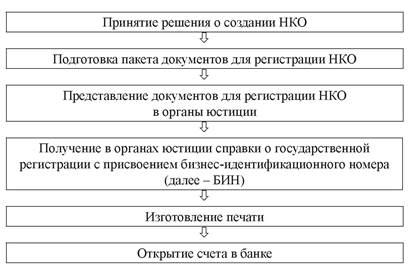 Принятие решения о создании НКО
Подготовка пакета документов для регистрации НКО
Представление документов для регистрации НКО
в органы юстиции
Получение в органах юстиции справки о государственной
регистрации с присвоением бизнес-идентификационного номера
(далее – БИН)
Изготовление печати
Открытие счета в банке